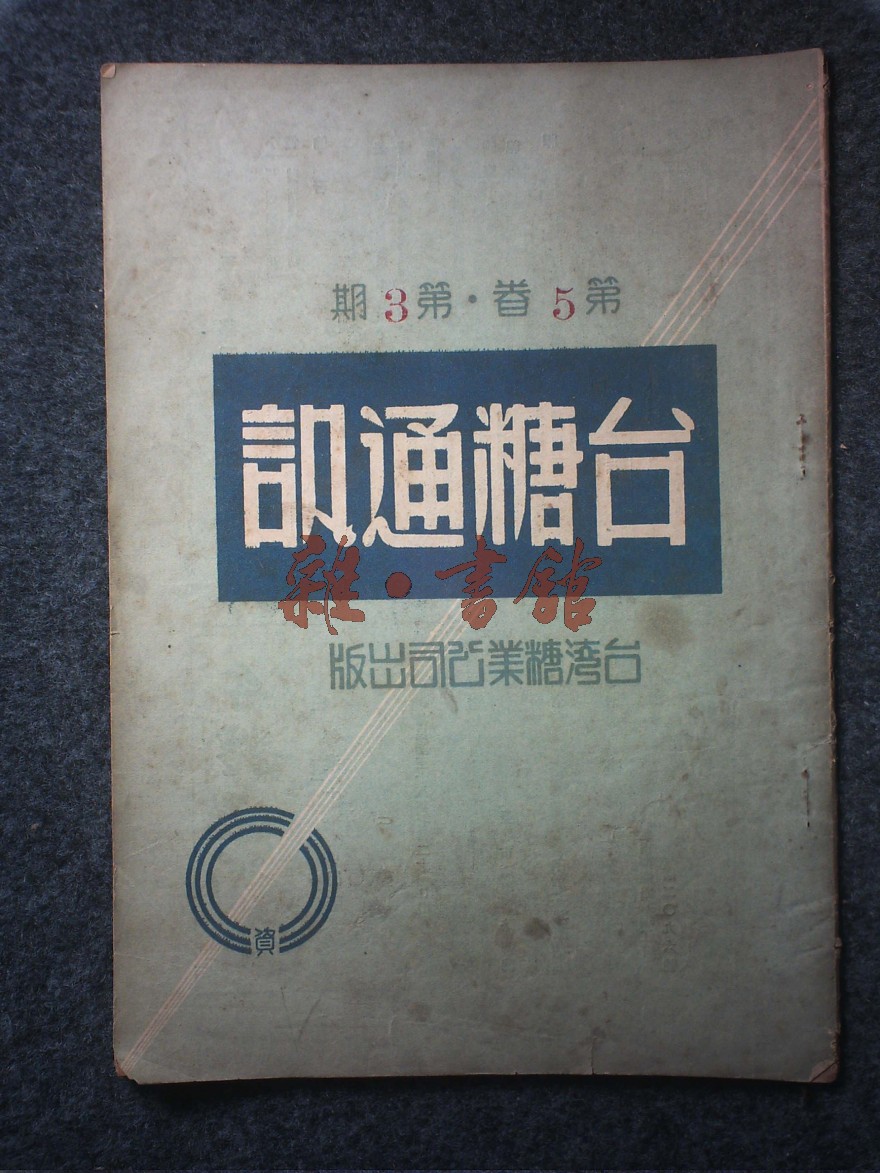 第5卷·第3期
台糖通訊
雜·書館
台湾糖業公司出版
資